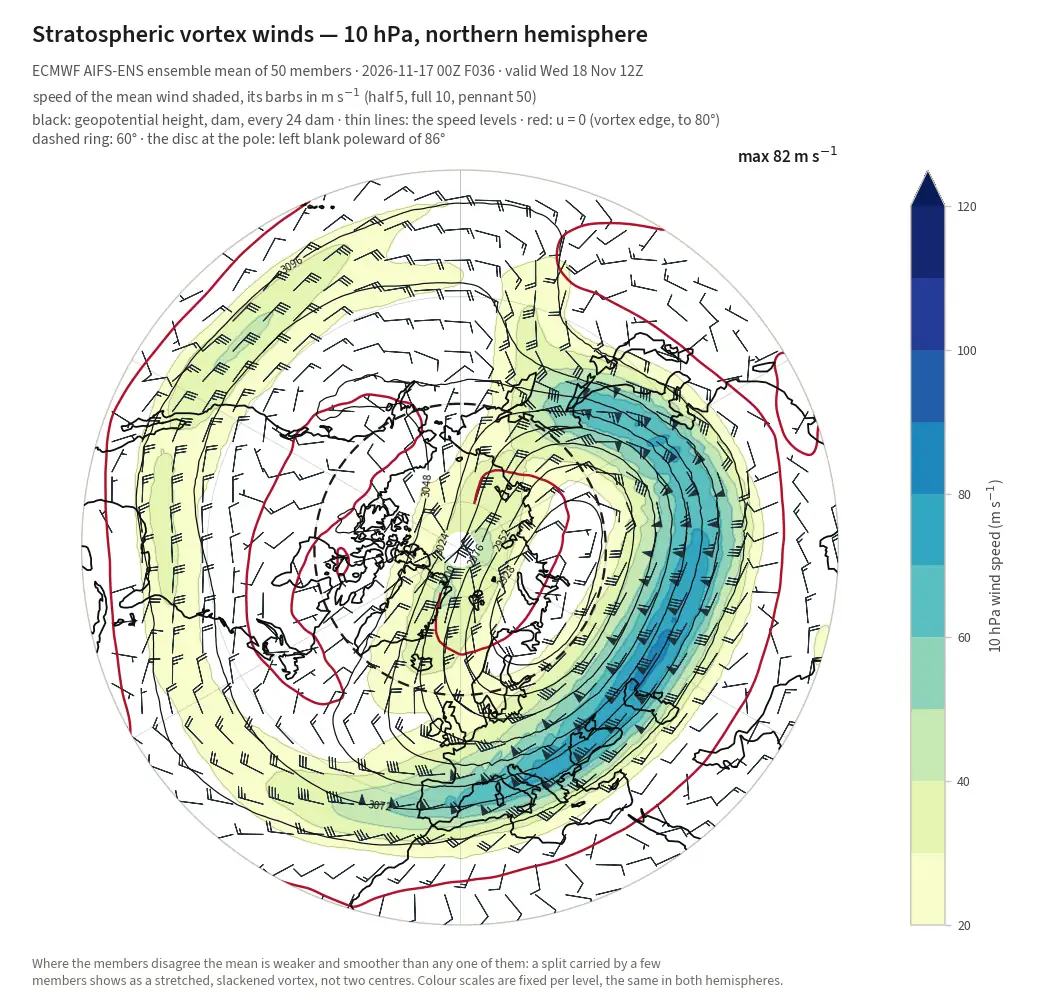 Stratospheric vortex winds — 10 hPa, northern hemisphere
ECMWF AIFS-ENS ensemble mean of 50 members · 2026-11-17 00Z F036 · valid Wed 18 Nov 12Z
speed of the mean wind shaded, its barbs in m s⁻¹ (half 5, full 10, pennant 50)
black: geopotential height, dam, every 24 dam · thin lines: the speed levels · red: u = 0 (vortex edge, to 80°)
dashed ring: 60° · the disc at the pole: left blank poleward of 86°
max 82 m s⁻¹
120
100
80
60
40
20
10 hPa wind speed (m s⁻¹)
3096
3048
3024
2952
2976
2928
3072
Where the members disagree the mean is weaker and smoother than any one of them: a split carried by a few
members shows as a stretched, slackened vortex, not two centres. Colour scales are fixed per level, the same in both hemispheres.